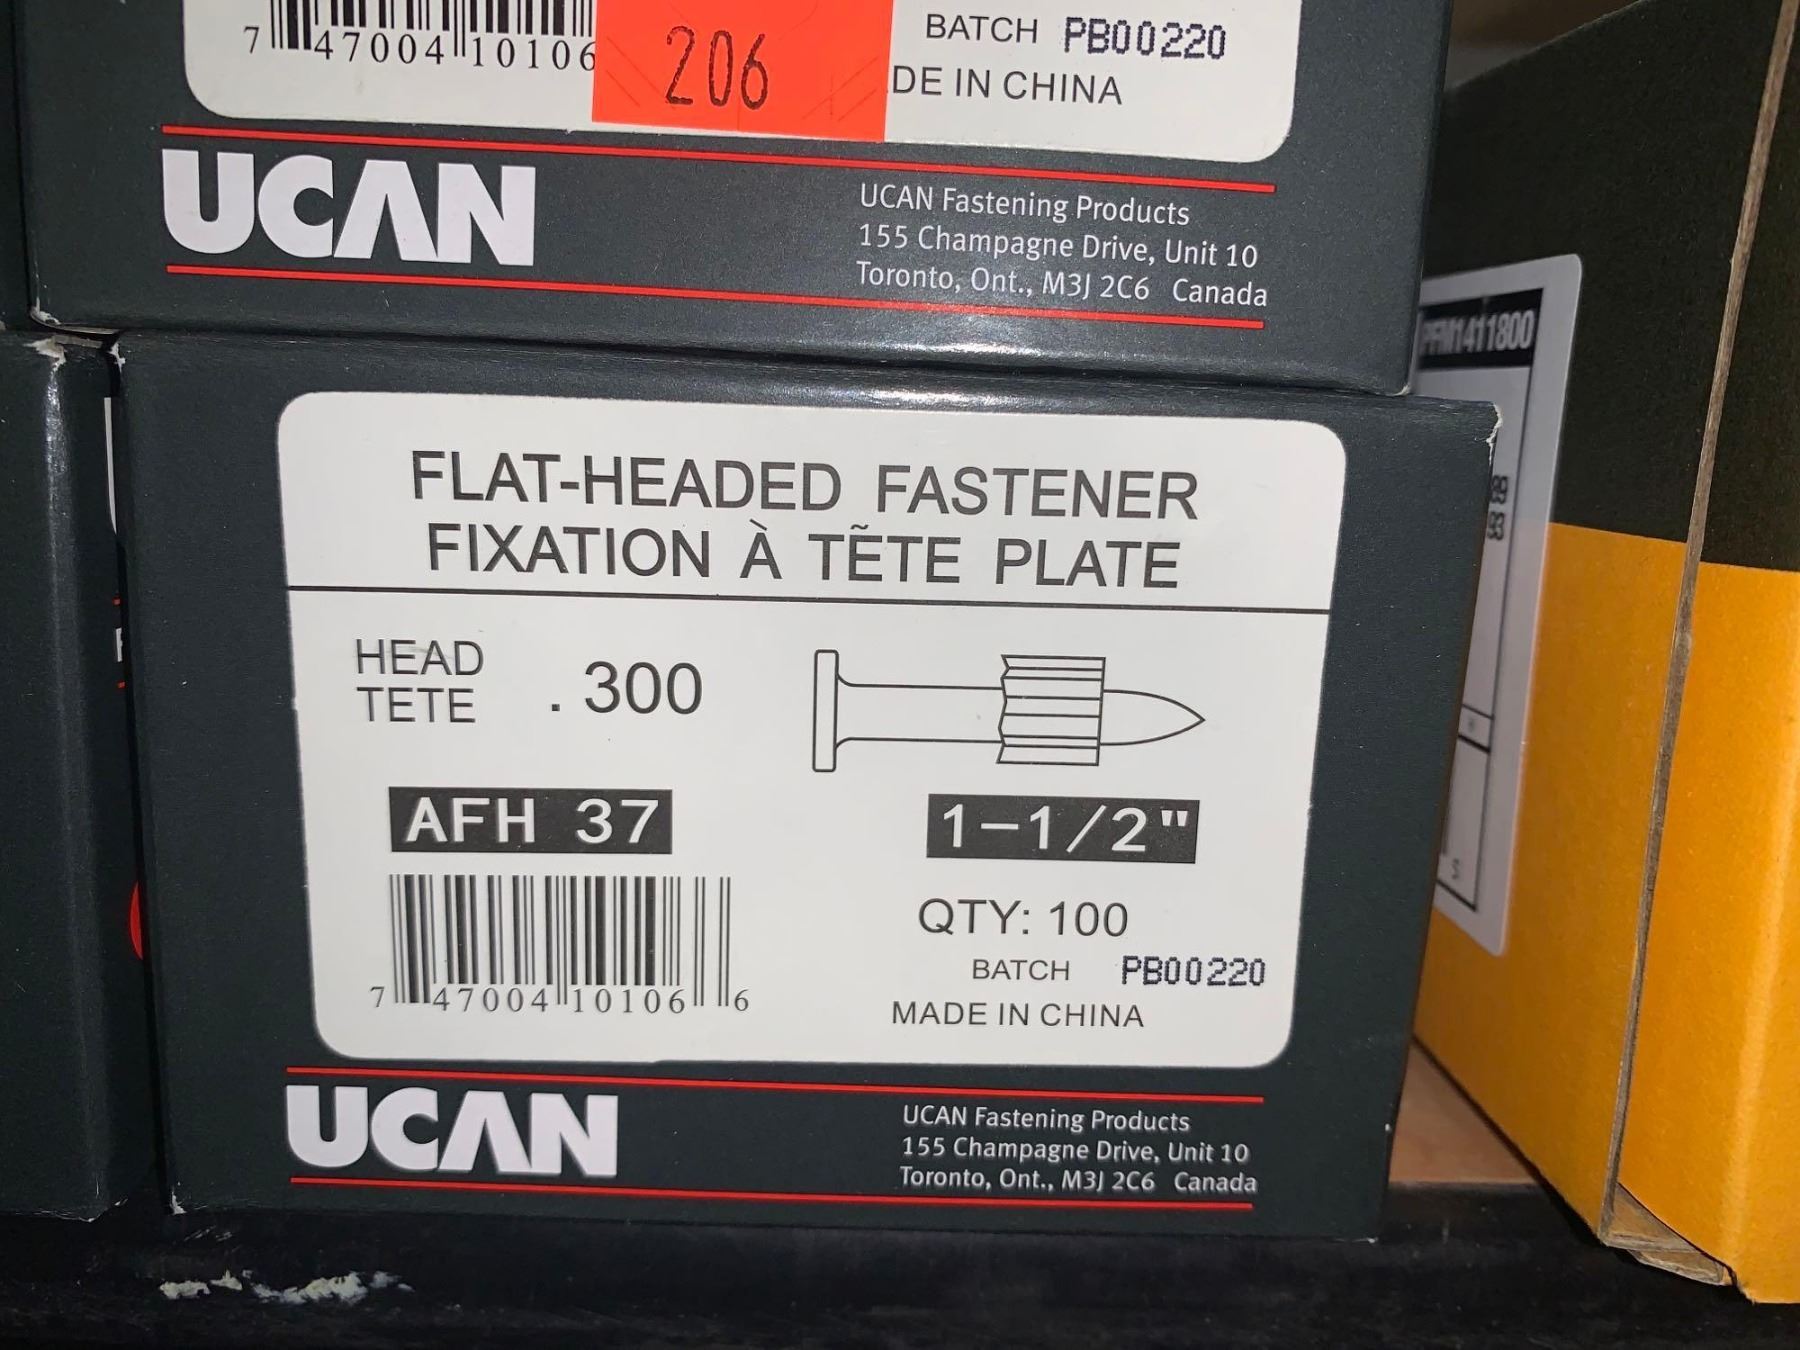 7 47004 10106
206
BATCH PB00220
DE IN CHINA
UCAN
UCAN Fastening Products
155 Champagne Drive, Unit 10
Toronto, Ont., M3J 2C6 Canada
FLAT-HEADED FASTENER
FIXATION À TẼTE PLATE
HEAD
TETE
.300
AFH 37
1-1/2"
7 47004 10106 6
QTY: 100
BATCH PB00220
MADE IN CHINA
UCAN
UCAN Fastening Products
155 Champagne Drive, Unit 10
Toronto, Ont., M3J 2C6 Canada